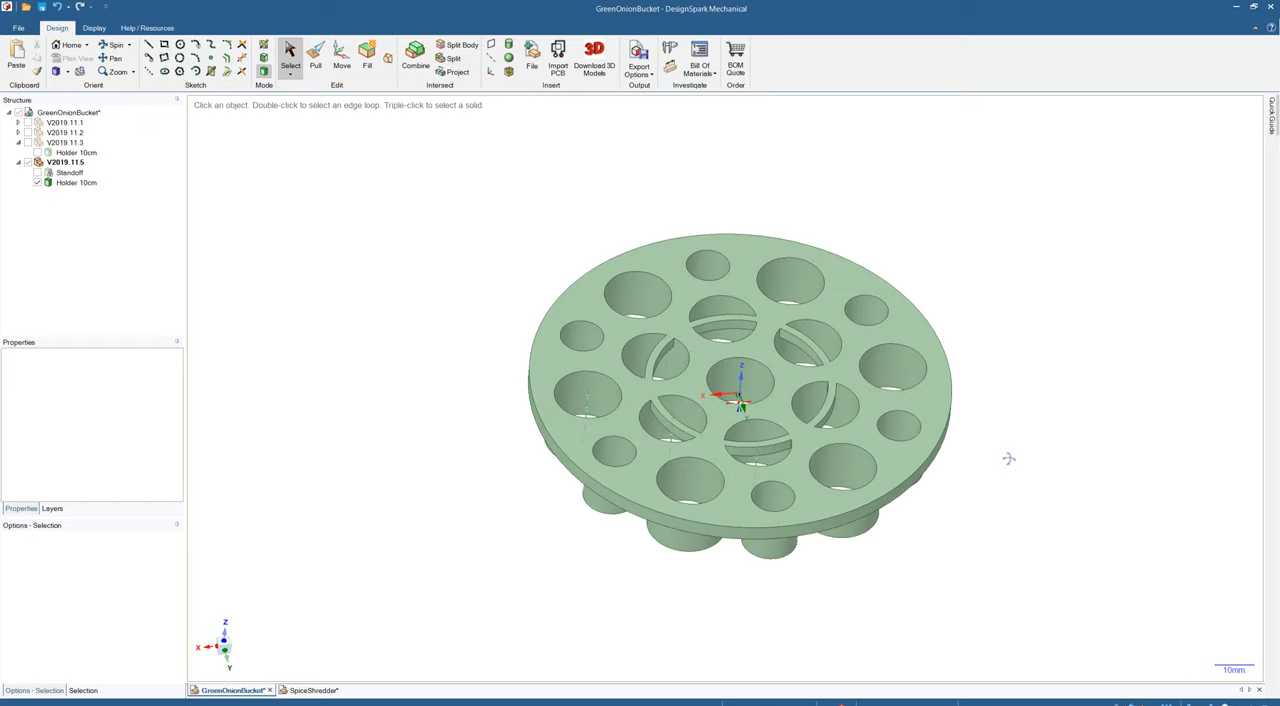 GreenOnionBucket - DesignSpark Mechanical
File Design Display Help / Resources
Paste
Home Spin
Plan View Pan
Zoom
Select Pull Move Fill
Combine
Split Body
Split
Project
File Import PCB Download 3D Models
Export Options
Bill Of Materials
BOM Quote
Clipboard Orient Sketch Mode Edit Intersect Insert Output Investigate Order
Structure
GreenOnionBucket*
V2019.11.1
V2019.11.2
V2019.11.3
Holder 10cm
V2019.11.5
Standoff
Holder 10cm
Properties
Properties Layers
Options - Selection
Options - Selection Selection
Click an object. Double-click to select an edge loop. Triple-click to select a solid.
Quick Guide
Z
X
Y
Z
X
Y
10mm
GreenOnionBucket* SpiceShredder*